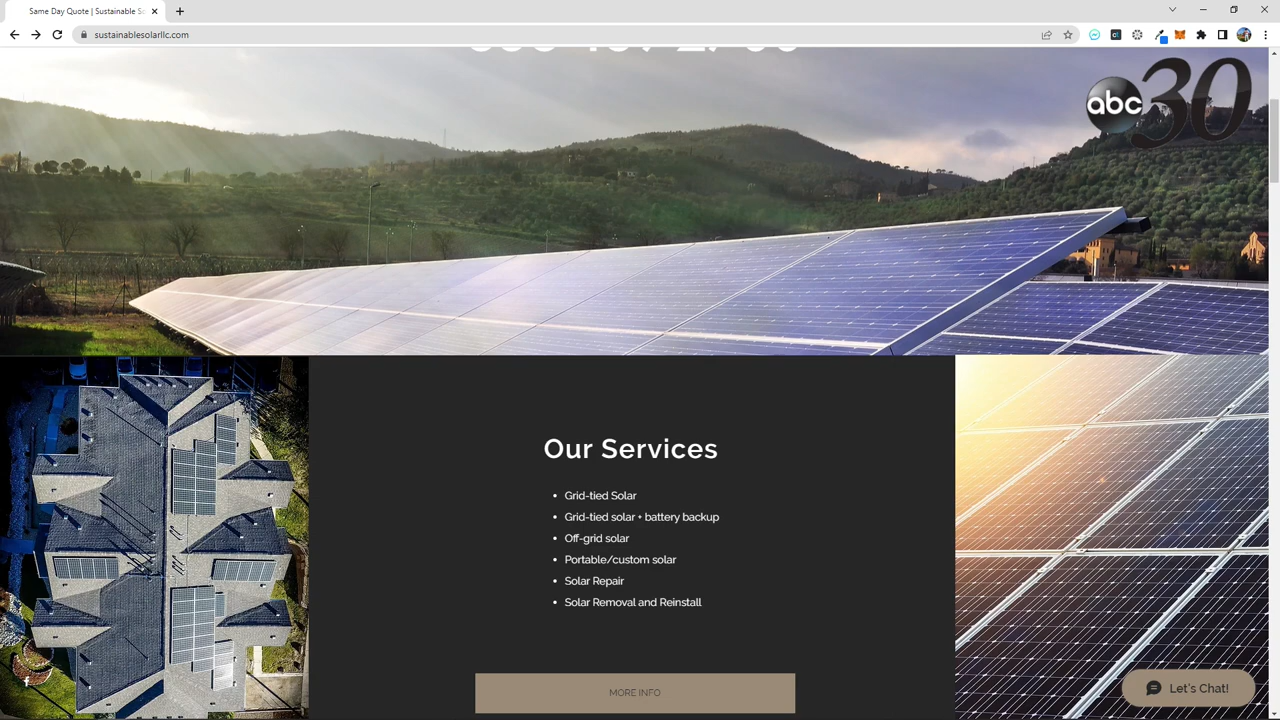 Same Day Quote | Sustainable S
sustainablesolarllc.com
abc 30
Our Services
• Grid-tied Solar
• Grid-tied solar + battery backup
• Off-grid solar
• Portable/custom solar
• Solar Repair
• Solar Removal and Reinstall
MORE INFO
Let's Chat!